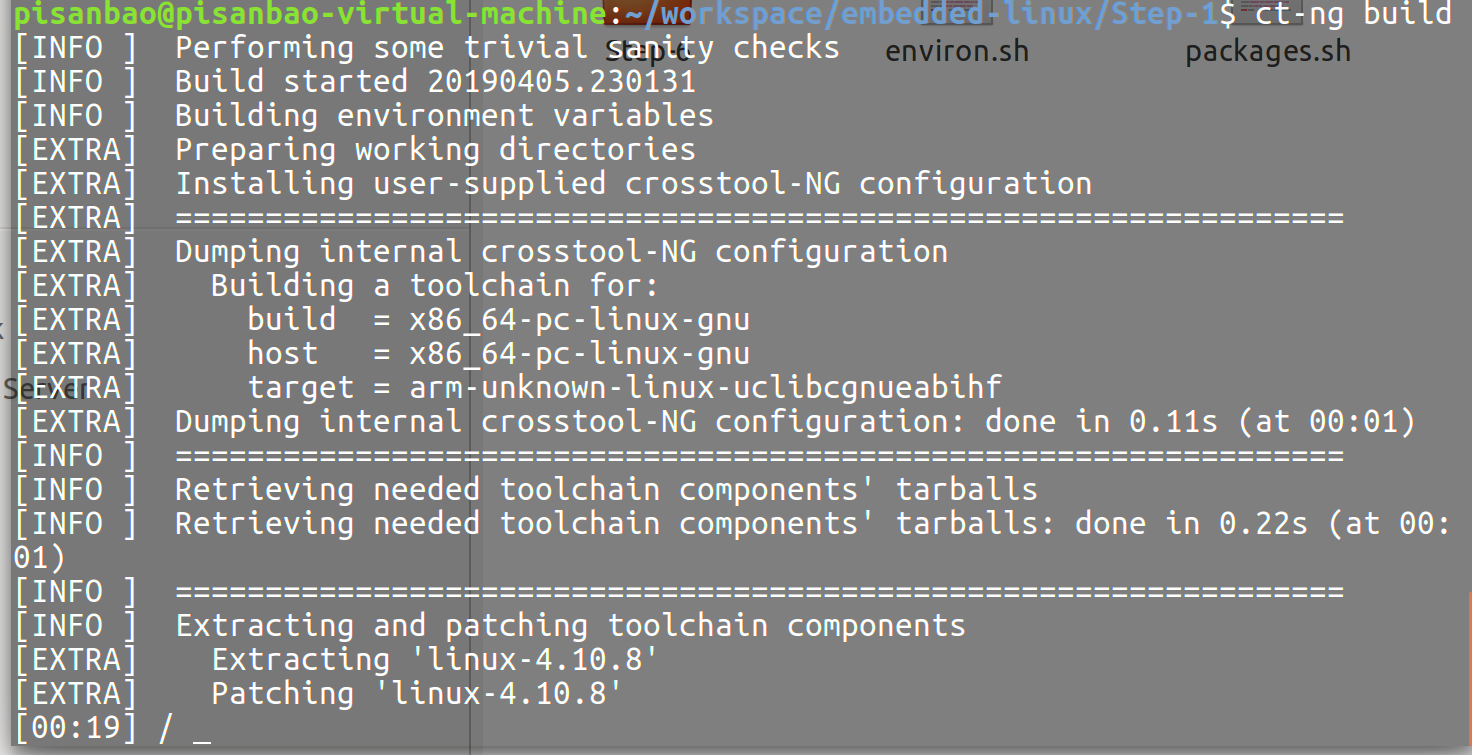 pisanbao@pisanbao-virtual-machine:~/workspace/embedded-linux/Step-1$ ct-ng build
[INFO ]  Performing some trivial sanity checks
environ.sh
packages.sh
[INFO ]  Build started 20190405.230131
[INFO ]  Building environment variables
[EXTRA]  Preparing working directories
[EXTRA]  Installing user-supplied crosstool-NG configuration
[EXTRA]  =================================================================
[EXTRA]  Dumping internal crosstool-NG configuration
[EXTRA]    Building a toolchain for:
[EXTRA]      build  = x86_64-pc-linux-gnu
[EXTRA]      host   = x86_64-pc-linux-gnu
[EXTRA]      target = arm-unknown-linux-uclibcgnueabihf
Server
[EXTRA]  Dumping internal crosstool-NG configuration: done in 0.11s (at 00:01)
[INFO ]  =================================================================
[INFO ]  Retrieving needed toolchain components' tarballs
[INFO ]  Retrieving needed toolchain components' tarballs: done in 0.22s (at 00:
01)
[INFO ]  =================================================================
[INFO ]  Extracting and patching toolchain components
[EXTRA]    Extracting 'linux-4.10.8'
[EXTRA]    Patching 'linux-4.10.8'
[00:19] / _